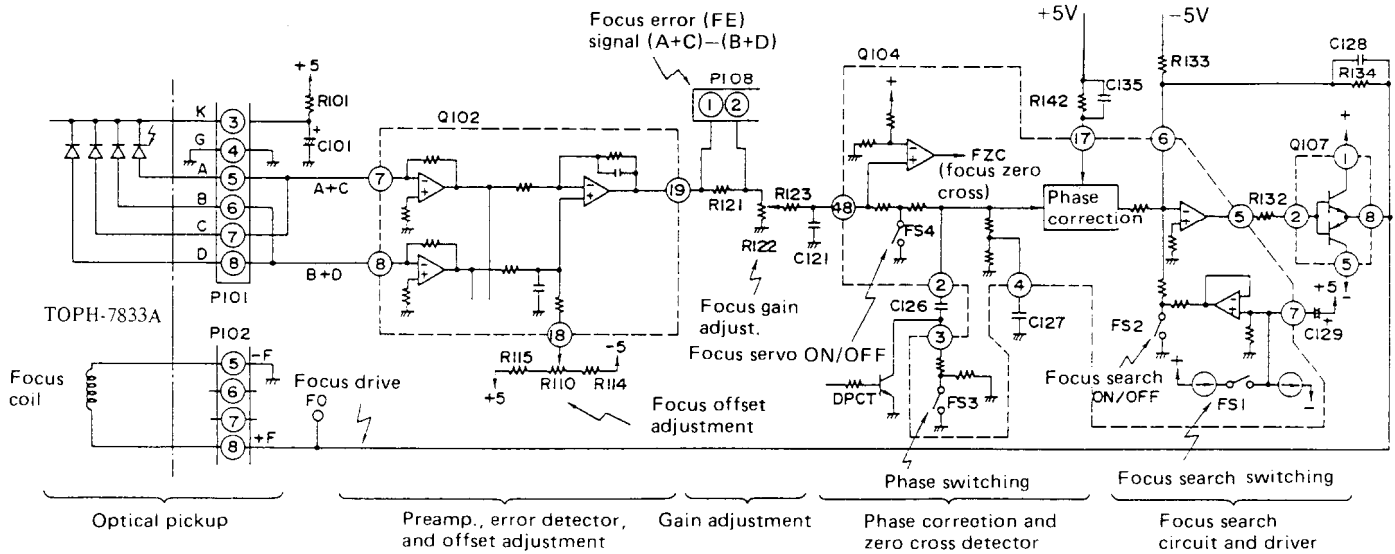 Focus error (FE)
signal (A+C)−(B+D)
+5V
−5V
C128
R134
R133
Q104
P108
1 2
C135
R142
+
+5
K 3
R101
G 4
+
C101
A 5
B 6
C 7
D 8
P101
A+C
B+D
Q102
7
8
19
18
−
+
−
+
−
+
R121
R122
R123
C121
48
FS4
−
+
FZC
(focus zero
cross)
17
6
Phase
correction
−
+
5
R132
Q107
+
1
2
8
5
−
+5
TOPH-7833A
R115
R110
R114
−5
+5
Focus offset
adjustment
Focus gain
adjust.
Focus servo ON/OFF
2
C126
3
4
C127
DPCT
FS3
FS2
Focus search
ON/OFF
−
+
7
C129
+
+
FS1
−
P102
Focus
coil
5 −F
6
7
8 +F
Focus drive
FO
Phase switching
Focus search switching
Optical pickup
Preamp., error detector,
and offset adjustment
Gain adjustment
Phase correction and
zero cross detector
Focus search
circuit and driver